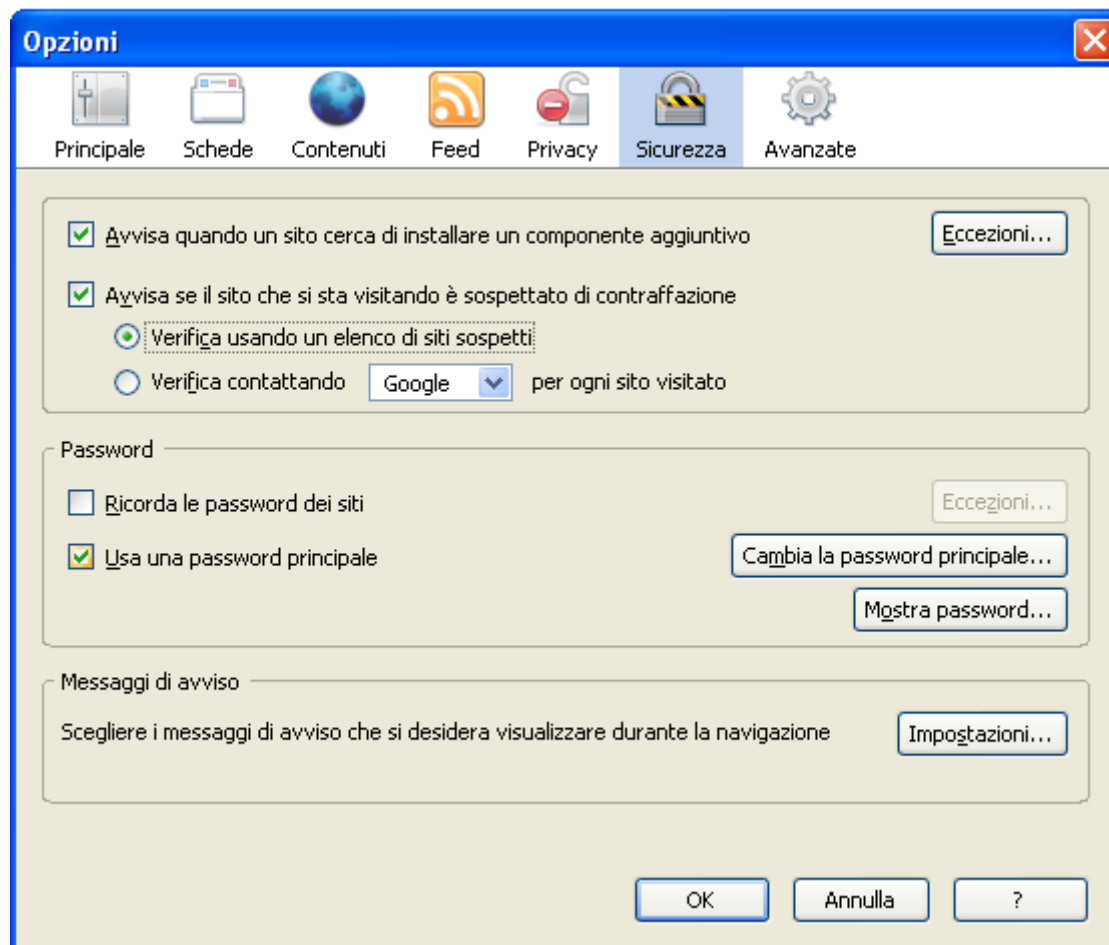 Opzioni
Principale Schede Contenuti Feed Privacy Sicurezza Avanzate
Avvisa quando un sito cerca di installare un componente aggiuntivo Eccezioni...
Avvisa se il sito che si sta visitando è sospettato di contraffazione
Verifica usando un elenco di siti sospetti
Verifica contattando Google per ogni sito visitato
Password
Ricorda le password dei siti Eccezioni...
Usa una password principale Cambia la password principale...
Mostra password...
Messaggi di avviso
Scegliere i messaggi di avviso che si desidera visualizzare durante la navigazione Impostazioni...
OK Annulla ?